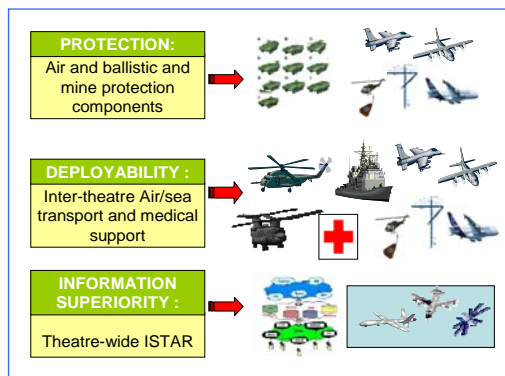 PROTECTION:
Air and ballistic and
mine protection
components
DEPLOYABILITY :
Inter-theatre Air/sea
transport and medical
support
INFORMATION
SUPERIORITY :
Theatre-wide ISTAR